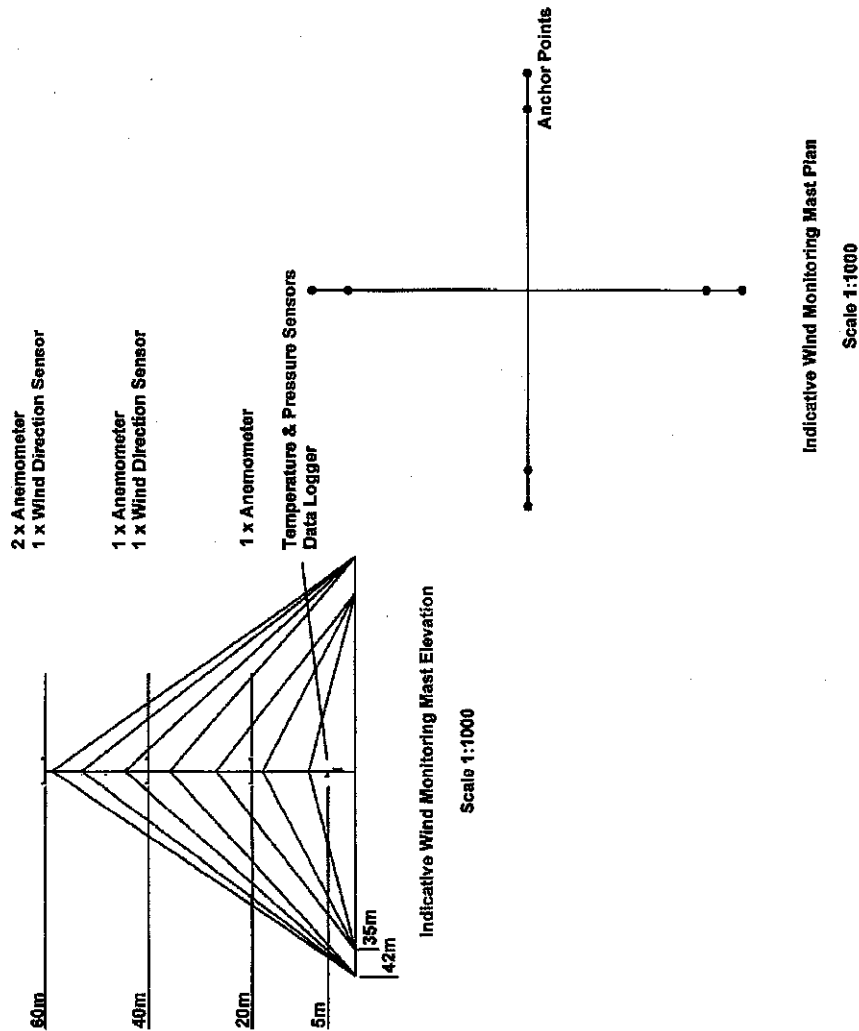 2 x Anemometer
1 x Wind Direction Sensor
1 x Anemometer
1 x Wind Direction Sensor
1 x Anemometer
Temperature & Pressure Sensors
Data Logger
60m
40m
20m
5m
35m
42m
Indicative Wind Monitoring Mast Elevation
Scale 1:1000
Anchor Points
Indicative Wind Monitoring Mast Plan
Scale 1:1000